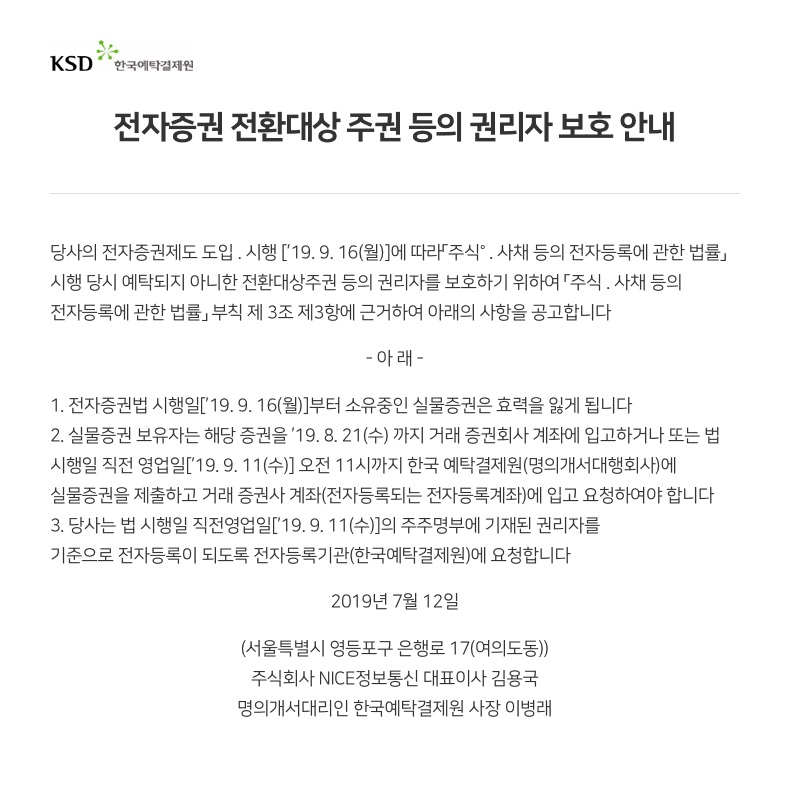 KSD 한국예탁결제원
전자증권 전환대상 주권 등의 권리자 보호 안내
당사의 전자증권제도 도입 . 시행 ['19. 9. 16(월)]에 따라「주식° . 사채 등의 전자등록에 관한 법률」
시행 당시 예탁되지 아니한 전환대상주권 등의 권리자를 보호하기 위하여「주식 . 사채 등의
전자등록에 관한 법률」부칙 제 3조 제3항에 근거하여 아래의 사항을 공고합니다
- 아 래 -
1. 전자증권법 시행일['19. 9. 16(월)]부터 소유중인 실물증권은 효력을 잃게 됩니다
2. 실물증권 보유자는 해당 증권을 '19. 8. 21(수) 까지 거래 증권회사 계좌에 입고하거나 또는 법
시행일 직전 영업일['19. 9. 11(수)] 오전 11시까지 한국 예탁결제원(명의개서대행회사)에
실물증권을 제출하고 거래 증권사 계좌(전자등록되는 전자등록계좌)에 입고 요청하여야 합니다
3. 당사는 법 시행일 직전영업일['19. 9. 11(수)]의 주주명부에 기재된 권리자를
기준으로 전자등록이 되도록 전자등록기관(한국예탁결제원)에 요청합니다
2019년 7월 12일
(서울특별시 영등포구 은행로 17(여의도동))
주식회사 NICE정보통신 대표이사 김용국
명의개서대리인 한국예탁결제원 사장 이병래